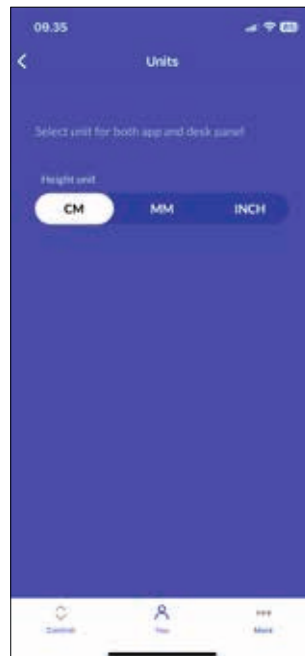 09.35
Units
Select unit for both app and desk panel
Height unit
CM MM INCH
Control You More